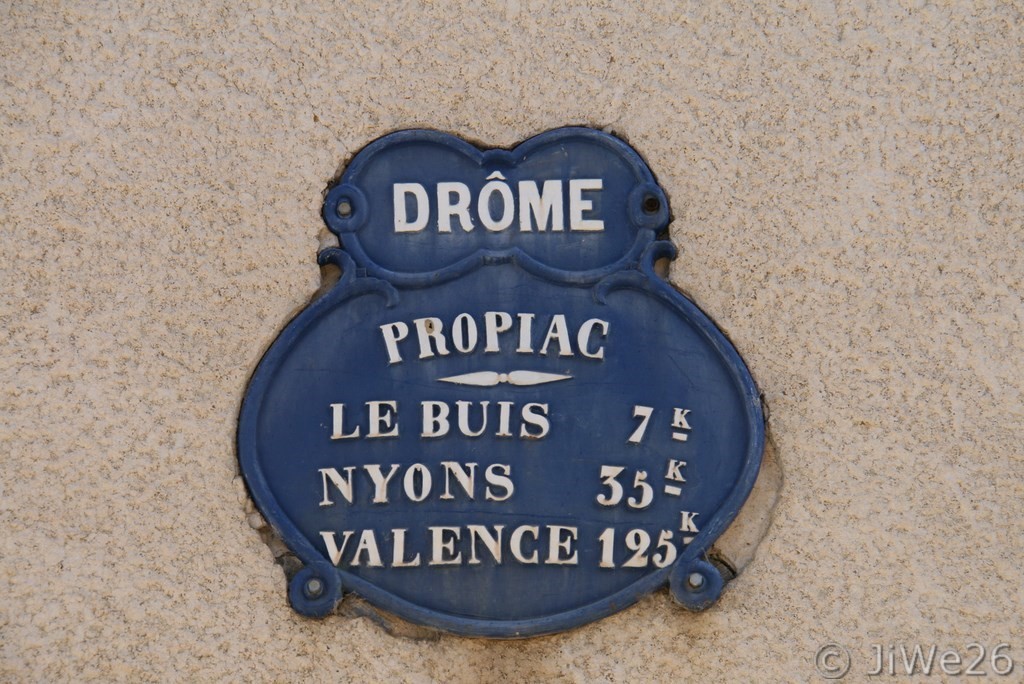 DRÔME
PROPIAC
LE BUIS 7 K
NYONS 35 K
VALENCE 125 K
© JiWe26